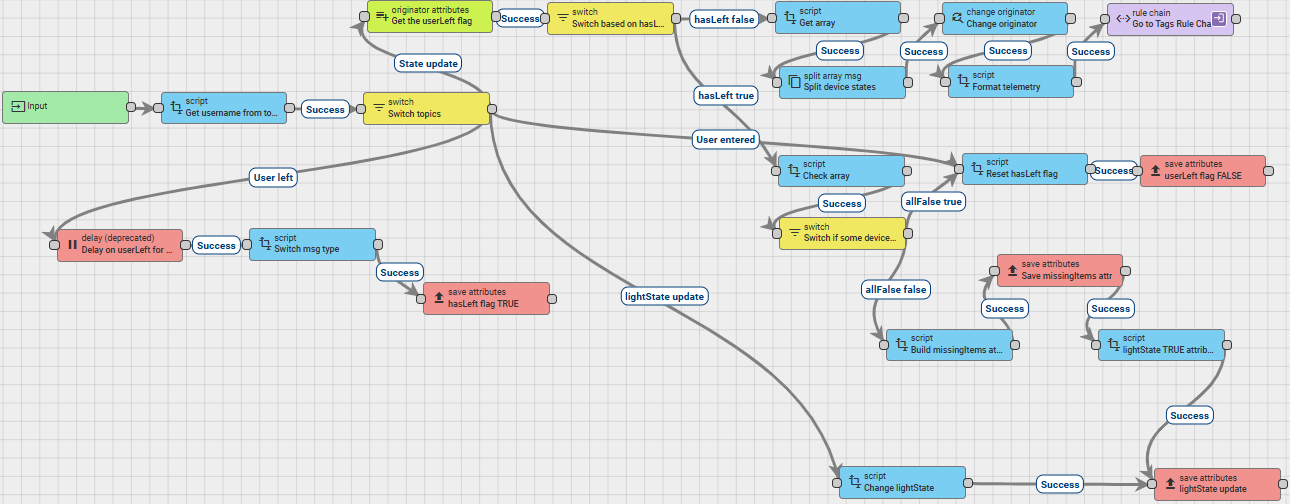 originator attributes
Get the userLeft flag
Success
switch
Switch based on hasL...
hasLeft false
script
Get array
change originator
Change originator
rule chain
Go to Tags Rule Cha
Success
Success
Success
Success
State update
split array msg
Split device states
script
Format telemetry
hasLeft true
Input
script
Get username from to...
Success
switch
Switch topics
User entered
script
Check array
script
Reset hasLeft flag
Success
save attributes
userLeft flag FALSE
User left
Success
allFalse true
switch
Switch if some device...
delay (deprecated)
Delay on userLeft for ...
Success
script
Switch msg type
Success
save attributes
hasLeft flag TRUE
lightState update
allFalse false
save attributes
Save missingItems attr
Success
Success
script
Build missingItems at...
script
lightState TRUE attrib...
Success
script
Change lightState
Success
save attributes
lightState update